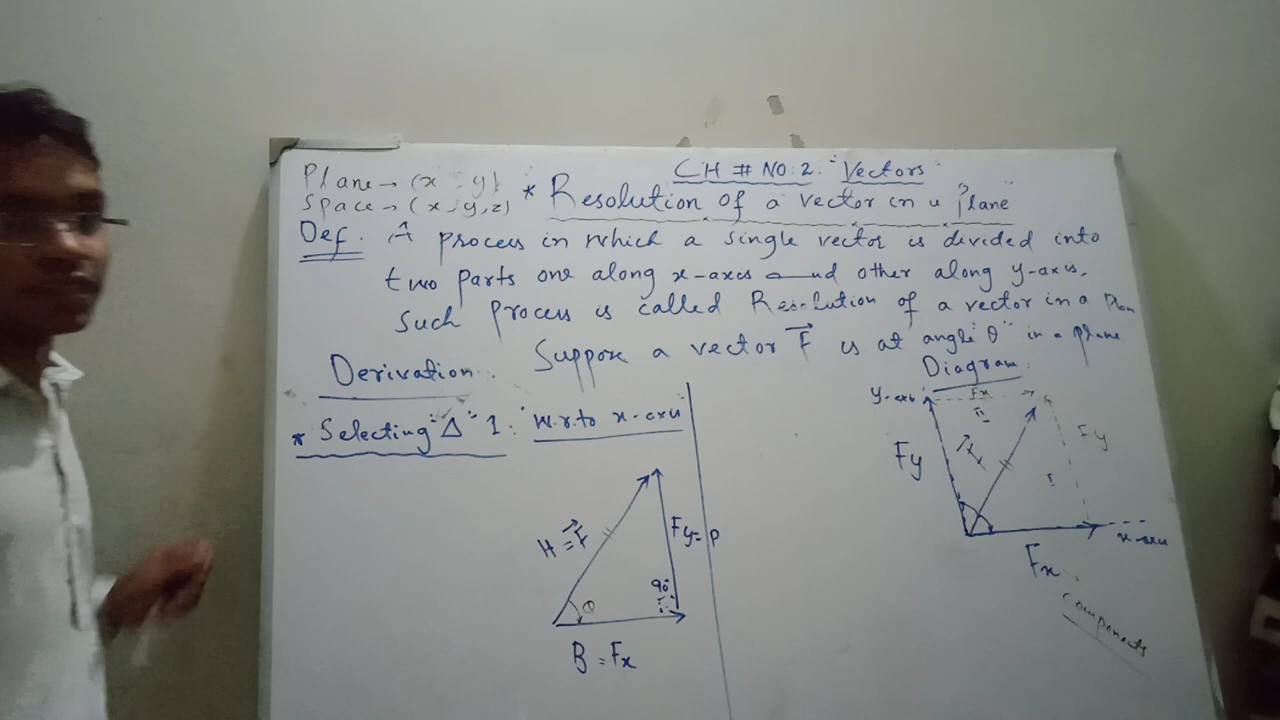 CH # NO: 2. "Vectors"
Plane → (x, y)
Space → (x, y, z)
* Resolution of a vector in a "Plane"
Def. A process in which a single vector is divided into
two parts one along x-axis and other along y-axis.
Such process is called Resolution of a vector in a Plan
Derivation. Suppose a vector F⃗ is at angle "θ" in a plane
Diagram:
* Selecting "Δ" 1: "w.r.to x-axis
H = F⃗
Fy = P
90°
θ
B = Fx
y-axis
Fx
Fy
Fy
x-axis
Fx
components